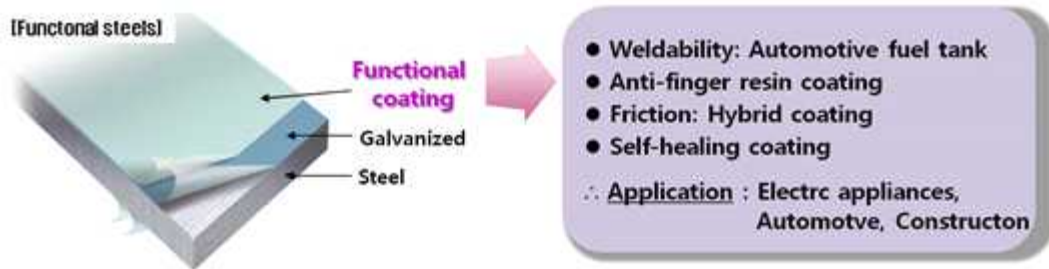 [Functonal steels]
Functional
coating
Galvanized
Steel
● Weldability: Automotive fuel tank
● Anti-finger resin coating
● Friction: Hybrid coating
● Self-healing coating
∴ Application : Electrc appliances,
Automotve, Constructon